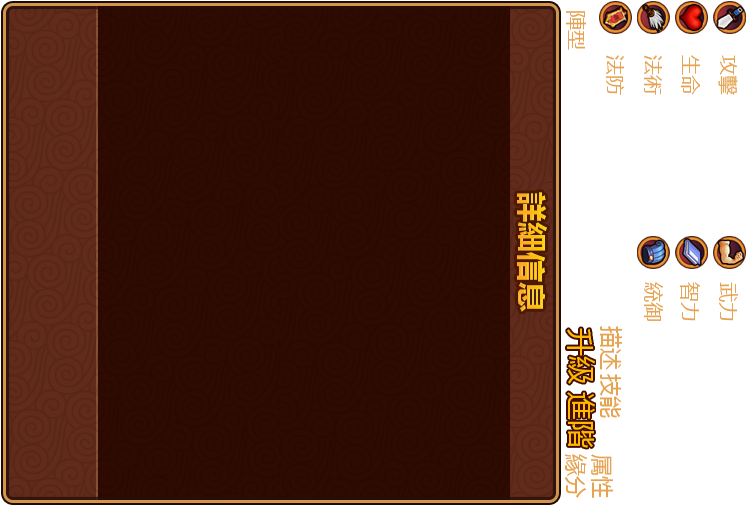 攻擊
武力
生命
智力
法術
統御
法防
描述 技能
属性
陣型
升級 進階
緣分
詳細信息